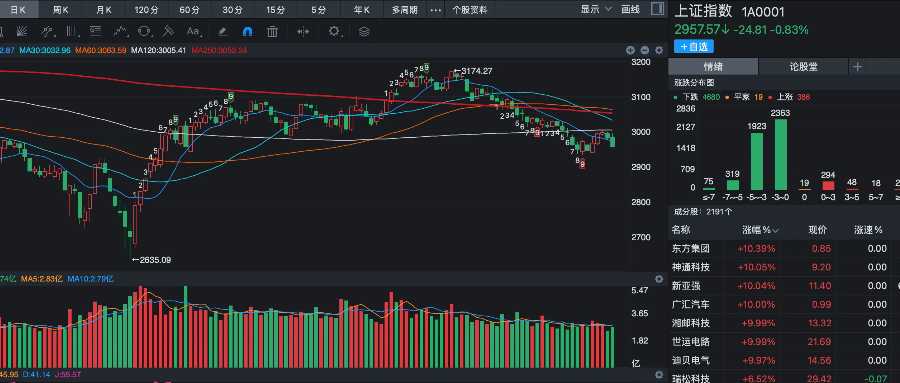 日K 周K 月K 120分 60分 30分 15分 5分 年K 多周期 ••• 个股资料 显示 画线
2.87 MA30:3032.96 MA60:3063.59 MA120:3005.41
3200
3100
3000
2900
2800
2700
3174.27
2635.09
74亿 MA5:2.83亿 MA10:2.79亿
5.47
3.65
1.82
亿
45.95 D:41.14 J:55.57
上证指数 1A0001
2957.57↓ -24.81 -0.83%
+自选
情绪 论股堂 +
涨跌分布图
下跌 4680 平家 19 上涨 386
2836
2127
1418
709
0
75 319 1923 2363 19 294 48 18
≤-7 -7~-5 -5~-3 -3~0 0 0~3 3~5 5~7
成分股: 2191个
名称 涨幅% 现价 涨速%
东方集团 +10.39% 0.85 0.00
神通科技 +10.05% 9.20 0.00
新亚强 +10.04% 11.40 0.00
广汇汽车 +10.00% 0.99 0.00
湘邮科技 +9.99% 13.32 0.00
世运电路 +9.99% 21.69 0.00
迪贝电气 +9.97% 14.56 0.00
瑞松科技 +6.52% 29.42 -0.07